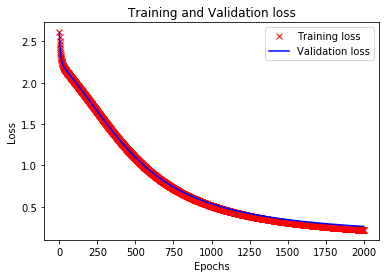 Training and Validation loss
Training loss
Validation loss
Loss
2.5
2.0
1.5
1.0
0.5
0 250 500 750 1000 1250 1500 1750 2000
Epochs